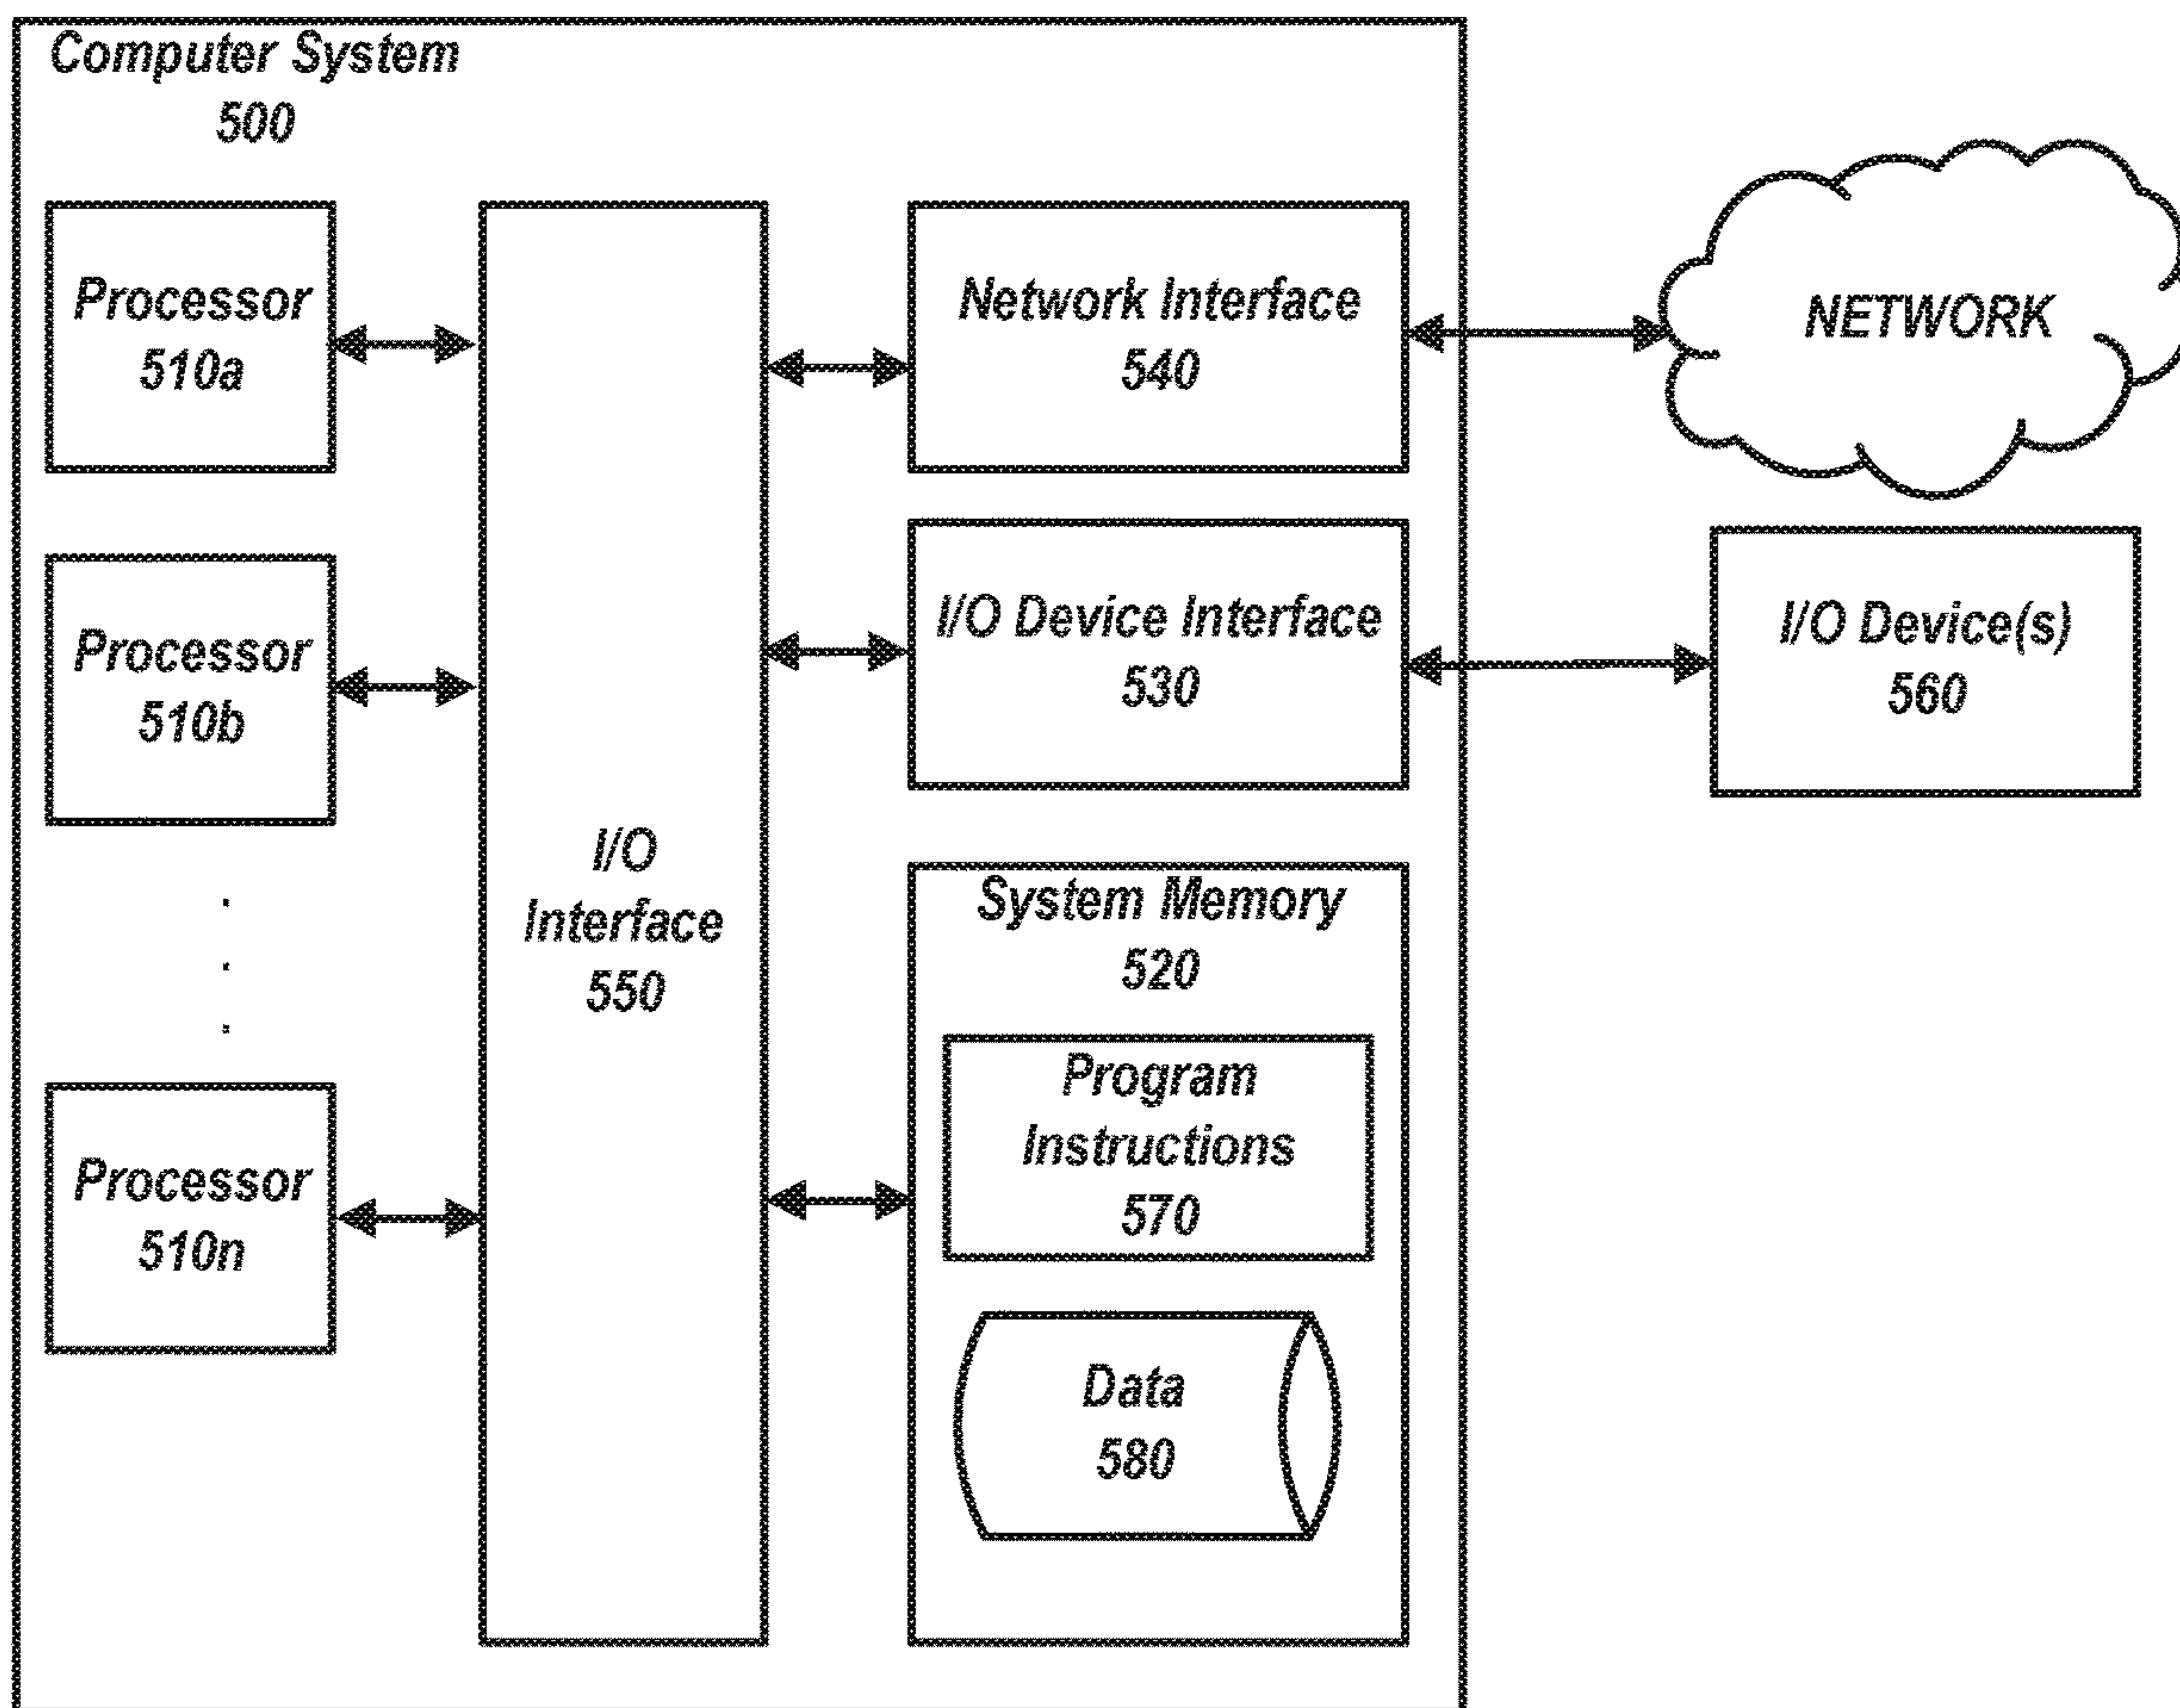 Computer System
500
Processor
510a
Processor
510b
.
.
.
Processor
510n
I/O
Interface
550
Network Interface
540
I/O Device Interface
530
System Memory
520
Program
Instructions
570
Data
580
NETWORK
I/O Device(s)
560